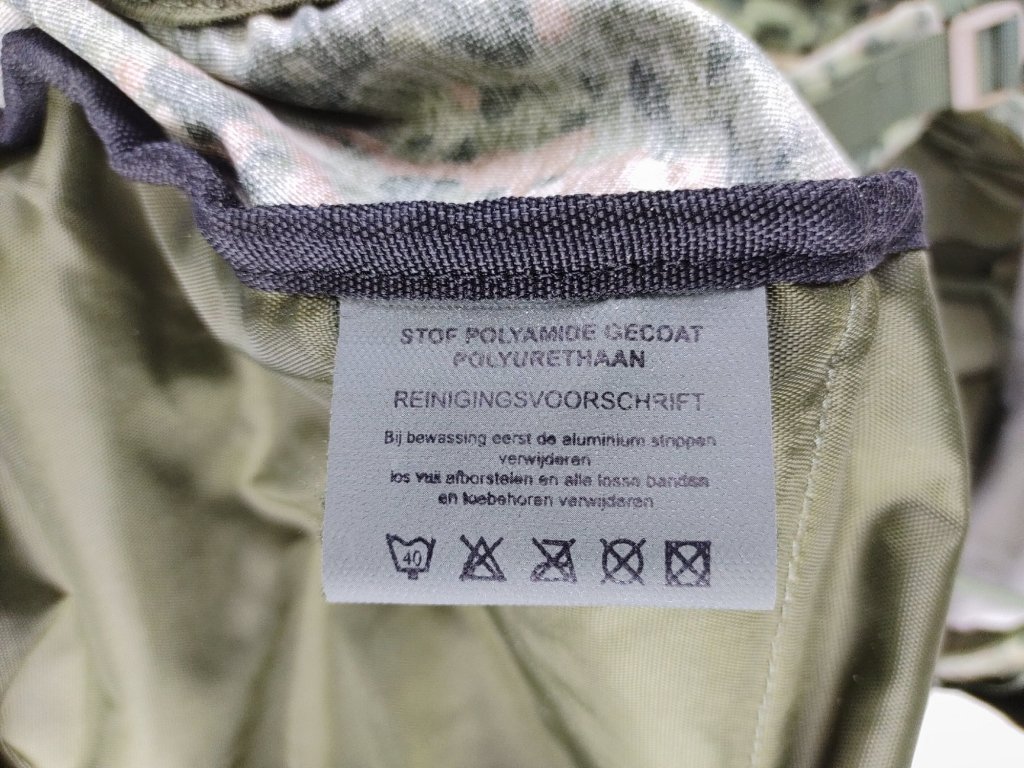 STOF POLYAMIDE GECOAT
POLYURETHAAN
REINIGINGSVOORSCHRIFT
Bij bewassing eerst de aluminium strippen
verwijderen
los vuil afborstelen en alle losse banden
en toebehoren verwijderen
40